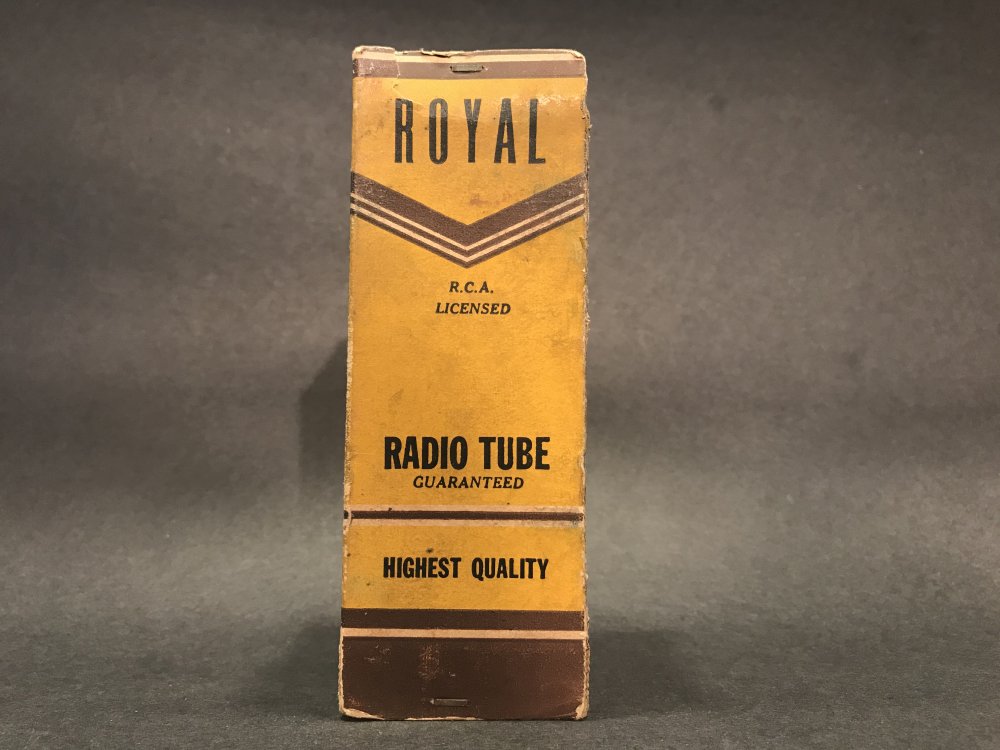 ROYAL
R.C.A.
LICENSED
RADIO TUBE
GUARANTEED
HIGHEST QUALITY